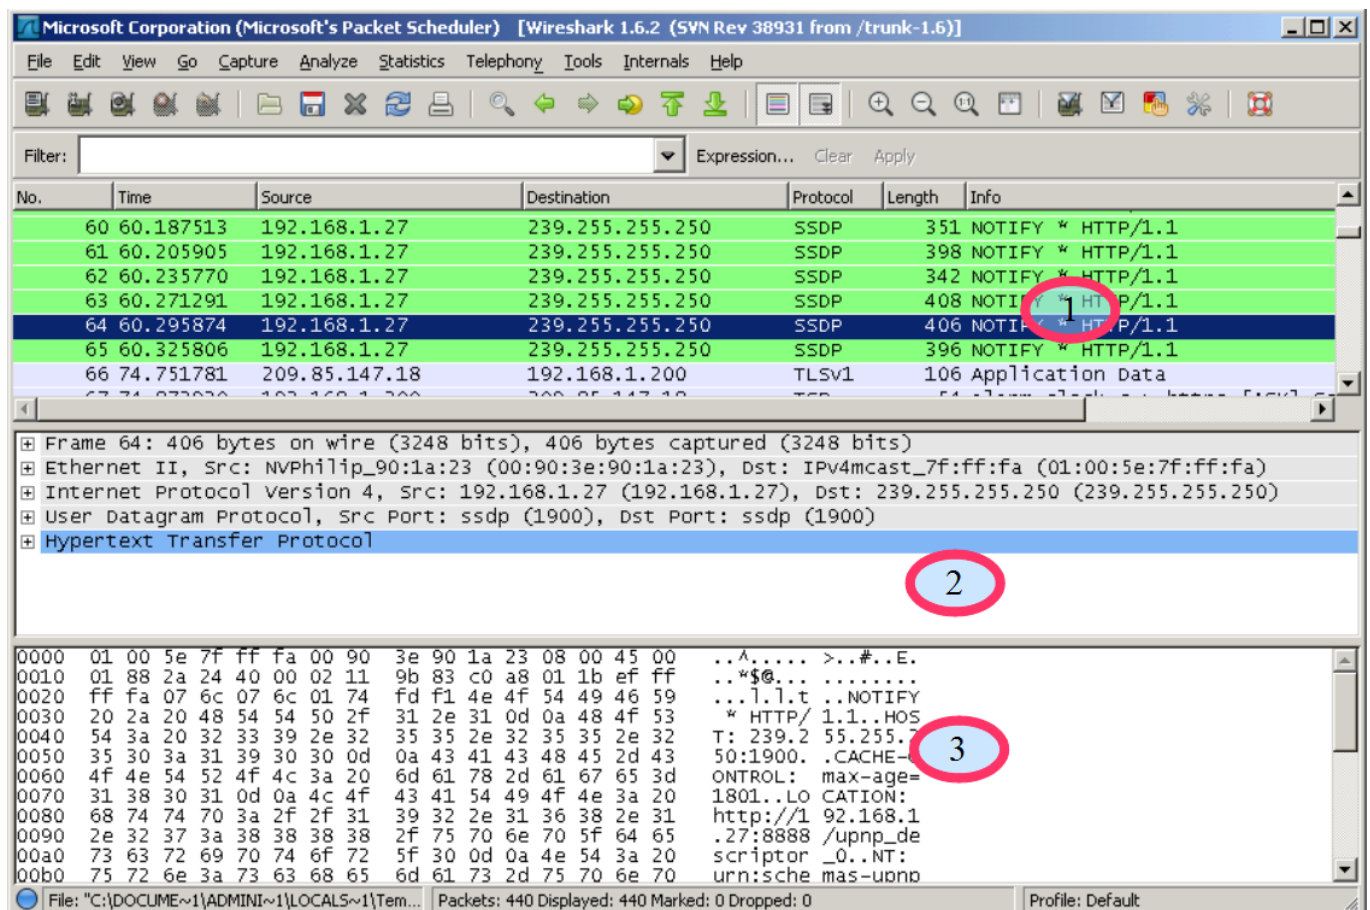 Microsoft Corporation (Microsoft's Packet Scheduler) [Wireshark 1.6.2 (SVN Rev 38931 from /trunk-1.6)]
File Edit View Go Capture Analyze Statistics Telephony Tools Internals Help
Filter: Expression... Clear Apply
No. Time Source Destination Protocol Length Info
60 60.187513 192.168.1.27 239.255.255.250 SSDP 351 NOTIFY * HTTP/1.1
61 60.205905 192.168.1.27 239.255.255.250 SSDP 398 NOTIFY * HTTP/1.1
62 60.235770 192.168.1.27 239.255.255.250 SSDP 342 NOTIFY * HTTP/1.1
63 60.271291 192.168.1.27 239.255.255.250 SSDP 408 NOTIFY * HTTP/1.1
1
64 60.295874 192.168.1.27 239.255.255.250 SSDP 406 NOTIFY * HTTP/1.1
65 60.325806 192.168.1.27 239.255.255.250 SSDP 396 NOTIFY * HTTP/1.1
66 74.751781 209.85.147.18 192.168.1.200 TLSv1 106 Application Data
Frame 64: 406 bytes on wire (3248 bits), 406 bytes captured (3248 bits)
Ethernet II, Src: NVPhilip_90:1a:23 (00:90:3e:90:1a:23), Dst: IPv4mcast_7f:ff:fa (01:00:5e:7f:ff:fa)
Internet Protocol Version 4, Src: 192.168.1.27 (192.168.1.27), Dst: 239.255.255.250 (239.255.255.250)
User Datagram Protocol, Src Port: ssdp (1900), Dst Port: ssdp (1900)
Hypertext Transfer Protocol
2
0000 01 00 5e 7f ff fa 00 90 3e 90 1a 23 08 00 45 00 ..^..... >..#..E.
0010 01 88 2a 24 40 00 02 11 9b 83 c0 a8 01 1b ef ff ..*$@... ........
0020 ff fa 07 6c 07 6c 01 74 fd f1 4e 4f 54 49 46 59 ...l.l.t ..NOTIFY
0030 20 2a 20 48 54 54 50 2f 31 2e 31 0d 0a 48 4f 53 * HTTP/ 1.1..HOS
0040 54 3a 20 32 33 39 2e 32 35 35 2e 32 35 35 2e 32 T: 239.2 55.255.2
0050 35 30 3a 31 39 30 30 0d 0a 43 41 43 48 45 2d 43 50:1900. .CACHE-C
3
0060 4f 4e 54 52 4f 4c 3a 20 6d 61 78 2d 61 67 65 3d ONTROL: max-age=
0070 31 38 30 31 0d 0a 4c 4f 43 41 54 49 4f 4e 3a 20 1801..LO CATION:
0080 68 74 74 70 3a 2f 2f 31 39 32 2e 31 36 38 2e 31 http://1 92.168.1
0090 2e 32 37 3a 38 38 38 38 2f 75 70 6e 70 5f 64 65 .27:8888 /upnp_de
00a0 73 63 72 69 70 74 6f 72 5f 30 0d 0a 4e 54 3a 20 scriptor _0..NT:
00b0 75 72 6e 3a 73 63 68 65 6d 61 73 2d 75 70 6e 70 urn:sche mas-upnp
File: "C:\DOCUME~1\ADMINI~1\LOCALS~1\Tem... Packets: 440 Displayed: 440 Marked: 0 Dropped: 0 Profile: Default